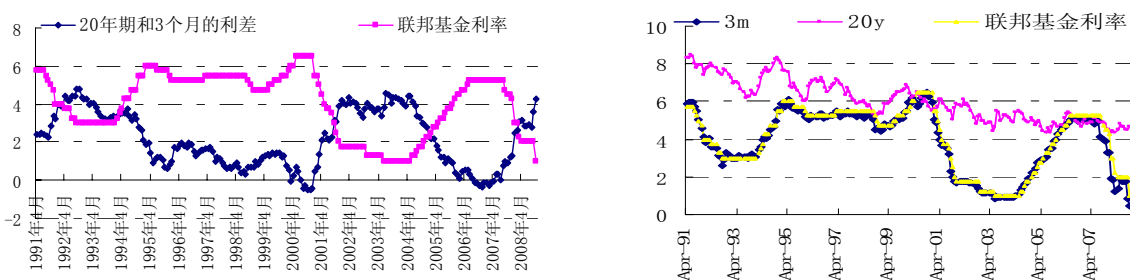 20年期和3个月的利差
联邦基金利率
8
6
4
2
0
-2
1991年4月
1992年4月
1993年4月
1994年4月
1995年4月
1996年4月
1997年4月
1998年4月
1999年4月
2000年4月
2001年4月
2002年4月
2003年4月
2004年4月
2005年4月
2006年4月
2007年4月
2008年4月
3m
20y
联邦基金利率
10
8
6
4
2
0
Apr-91
Apr-93
Apr-95
Apr-97
Apr-99
Apr-01
Apr-03
Apr-05
Apr-07